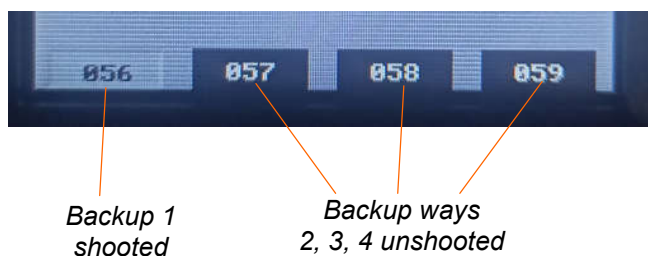 056 057 058 059
Backup 1
shooted
Backup ways
2, 3, 4 unshooted